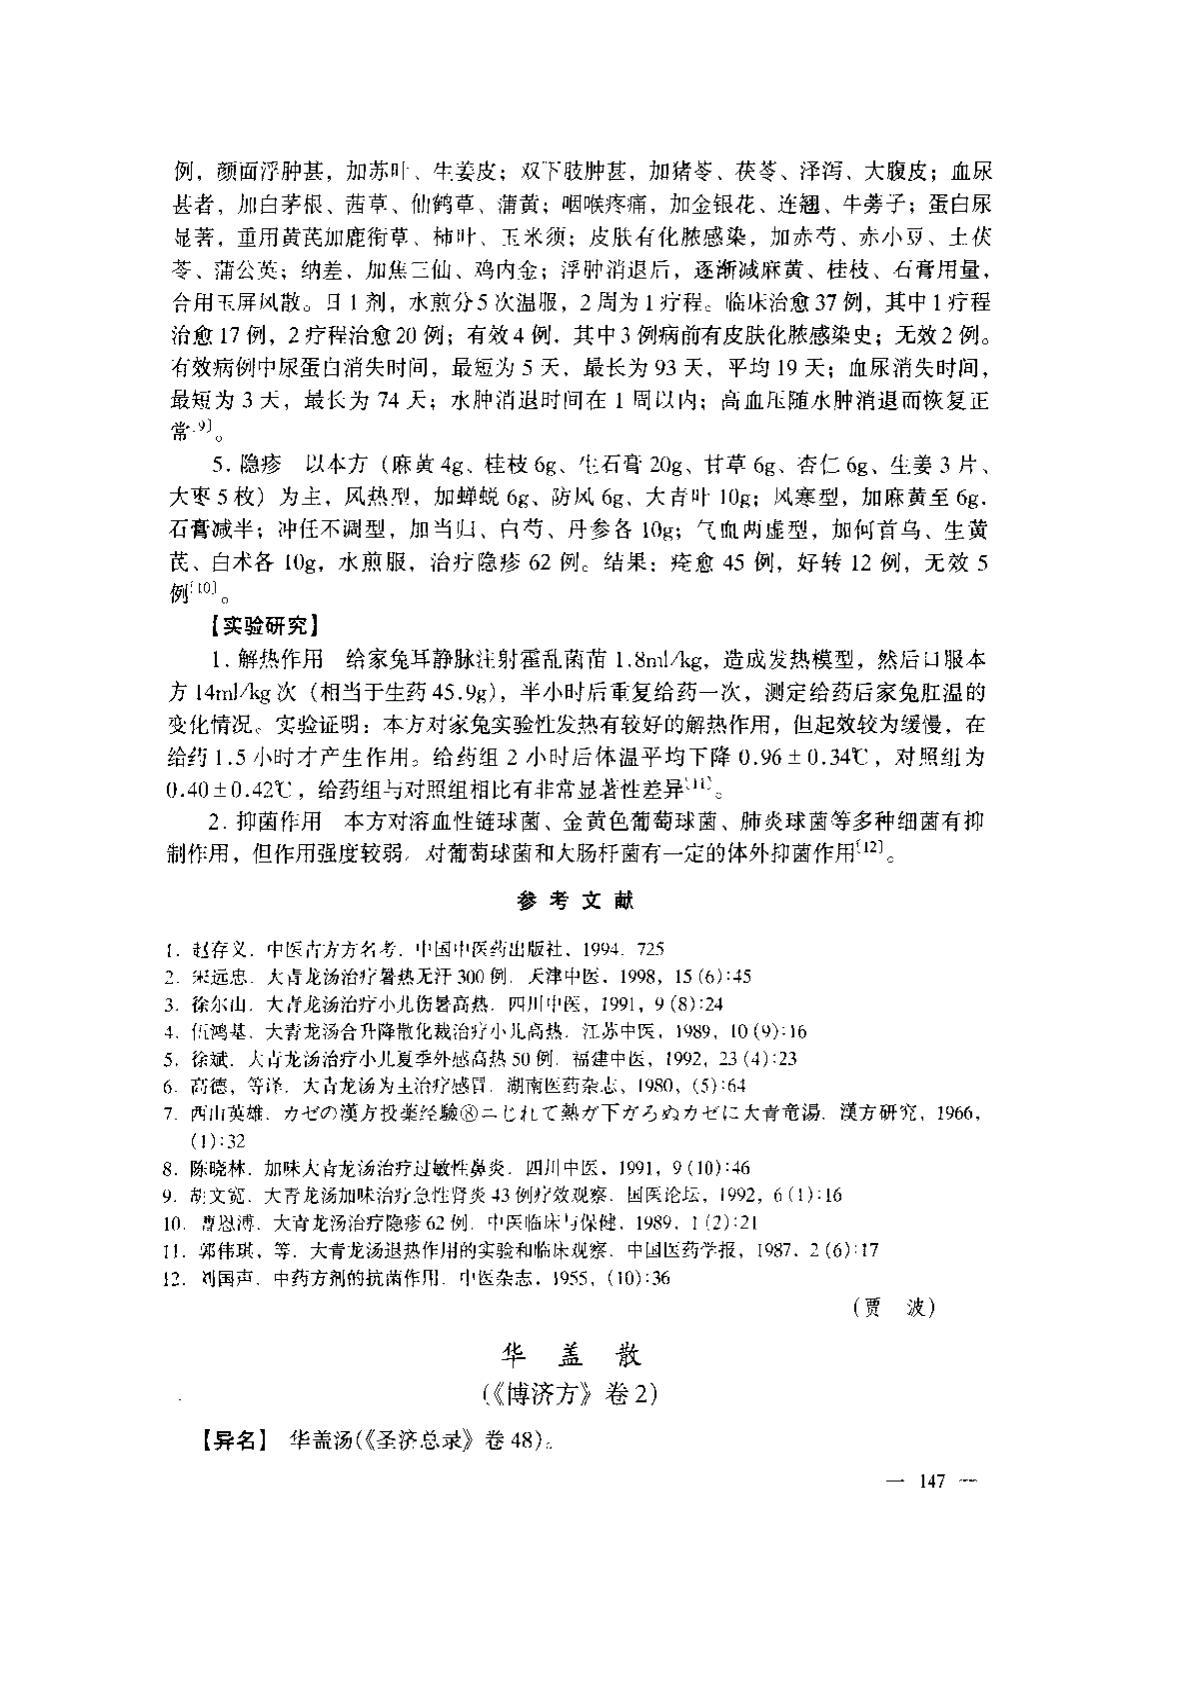 例，颜面浮肿甚，加苏叶、生姜皮；双下肢肿甚，加猪苓、茯苓、泽泻、大腹皮；血尿
甚者，加白茅根、茜草、仙鹤草、蒲黄；咽喉疼痛，加金银花、连翘、牛蒡子；蛋白尿
显著，重用黄芪加鹿衔草、柿叶、玉米须；皮肤有化脓感染，加赤芍、赤小豆、土茯
苓、蒲公英；纳差，加焦三仙、鸡内金；浮肿消退后，逐渐减麻黄、桂枝、石膏用量，
合用玉屏风散。日1剂，水煎分5次温服，2周为1疗程。临床治愈37例，其中1疗程
治愈17例，2疗程治愈20例；有效4例，其中3例病前有皮肤化脓感染史；无效2例。
有效病例中尿蛋白消失时间，最短为5天，最长为93天，平均19天；血尿消失时间，
最短为3天，最长为74天；水肿消退时间在1周以内；高血压随水肿消退而恢复正
常[9]。
5. 隐疹　以本方（麻黄4g、桂枝6g、生石膏20g、甘草6g、杏仁6g、生姜3片、
大枣5枚）为主，风热型，加蝉蜕6g、防风6g、大青叶10g；风寒型，加麻黄至6g，
石膏减半；冲任不调型，加当归、白芍、丹参各10g；气血两虚型，加何首乌、生黄
芪、白术各10g，水煎服，治疗隐疹62例。结果：痊愈45例，好转12例，无效5
例[10]。
【实验研究】
1. 解热作用　给家兔耳静脉注射霍乱菌苗1.8ml/kg，造成发热模型，然后口服本
方14ml/kg次（相当于生药45.9g），半小时后重复给药一次，测定给药后家兔肛温的
变化情况。实验证明：本方对家兔实验性发热有较好的解热作用，但起效较为缓慢，在
给药1.5小时才产生作用。给药组2小时后体温平均下降0.96±0.34℃，对照组为
0.40±0.42℃，给药组与对照组相比有非常显著性差异[11]。
2. 抑菌作用　本方对溶血性链球菌、金黄色葡萄球菌、肺炎球菌等多种细菌有抑
制作用，但作用强度较弱，对葡萄球菌和大肠杆菌有一定的体外抑菌作用[12]。
参 考 文 献
1. 赵存义. 中医古方方名考. 中国中医药出版社, 1994. 725
2. 宋远忠. 大青龙汤治疗暑热无汗300例. 天津中医, 1998, 15(6):45
3. 徐尔山. 大青龙汤治疗小儿伤暑高热. 四川中医, 1991, 9(8):24
4. 伍鸿基. 大青龙汤合升降散化裁治疗小儿高热. 江苏中医, 1989, 10(9):16
5. 徐斌. 大青龙汤治疗小儿夏季外感高热50例. 福建中医, 1992, 23(4):23
6. 高德, 等译. 大青龙汤为主治疗感冒. 湖南医药杂志, 1980, (5):64
7. 西山英雄. カゼの漢方投薬经驗⑧ニじれて熱ガ下ガろぬカゼに大青竜湯. 漢方研究, 1966,
(1):32
8. 陈晓林. 加味大青龙汤治疗过敏性鼻炎. 四川中医, 1991, 9(10):46
9. 胡文宽. 大青龙汤加味治疗急性肾炎43例疗效观察. 国医论坛, 1992, 6(1):16
10. 曹恩溥. 大青龙汤治疗隐疹62例. 中医临床与保健, 1989, 1(2):21
11. 郭伟琪, 等. 大青龙汤退热作用的实验和临床观察. 中国医药学报, 1987, 2(6):17
12. 刘国声. 中药方剂的抗菌作用. 中医杂志, 1955, (10):36
（贾　波）
华　盖　散
(《博济方》卷2)
【异名】　华盖汤(《圣济总录》卷48)。
— 147 —